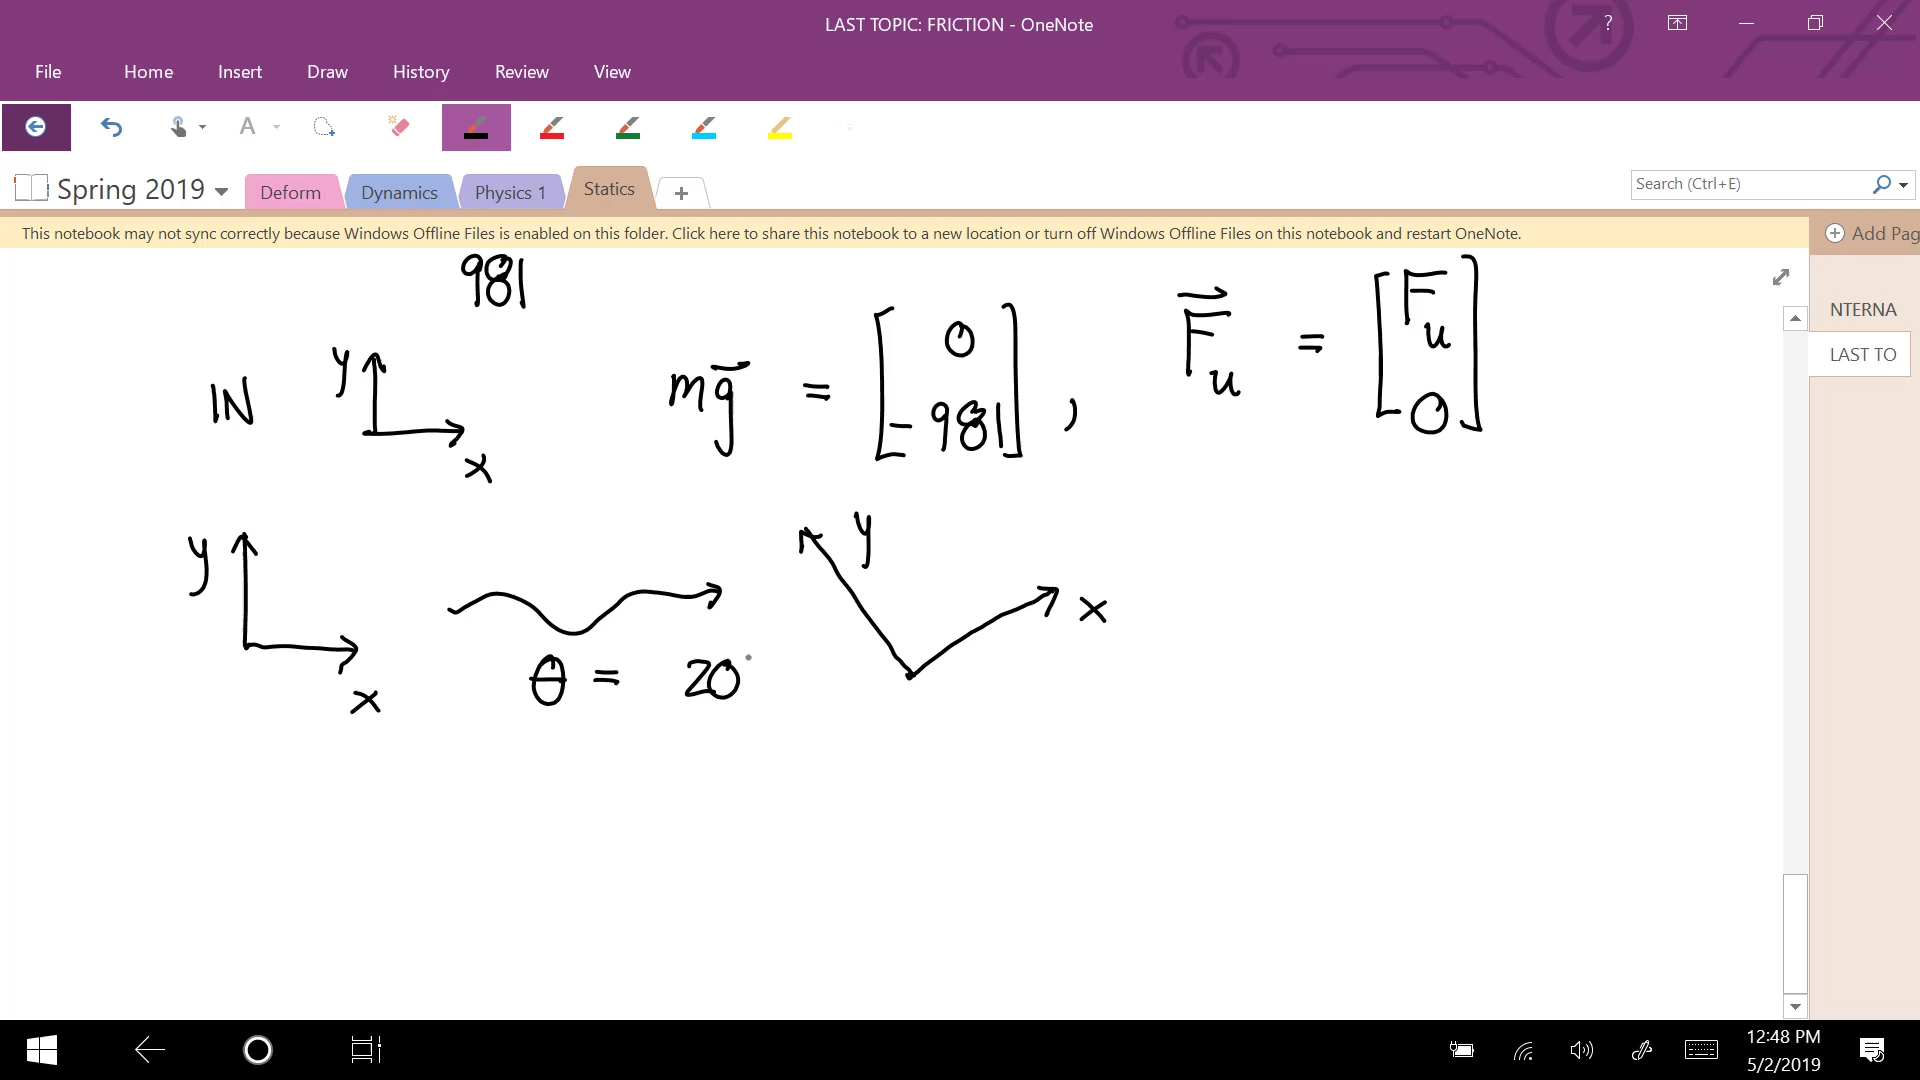 LAST TOPIC: FRICTION - OneNote
?
File Home Insert Draw History Review View
A
Spring 2019 Deform Dynamics Physics 1 Statics +
Search (Ctrl+E)
This notebook may not sync correctly because Windows Offline Files is enabled on this folder. Click here to share this notebook to a new location or turn off Windows Offline Files on this notebook and restart OneNote.
Add Pag
NTERNA
LAST TO
981
IN y x mg = [ 0 - 981 ] , F u = [ F u 0 ]
y x θ = 20 y x
12:48 PM
5/2/2019